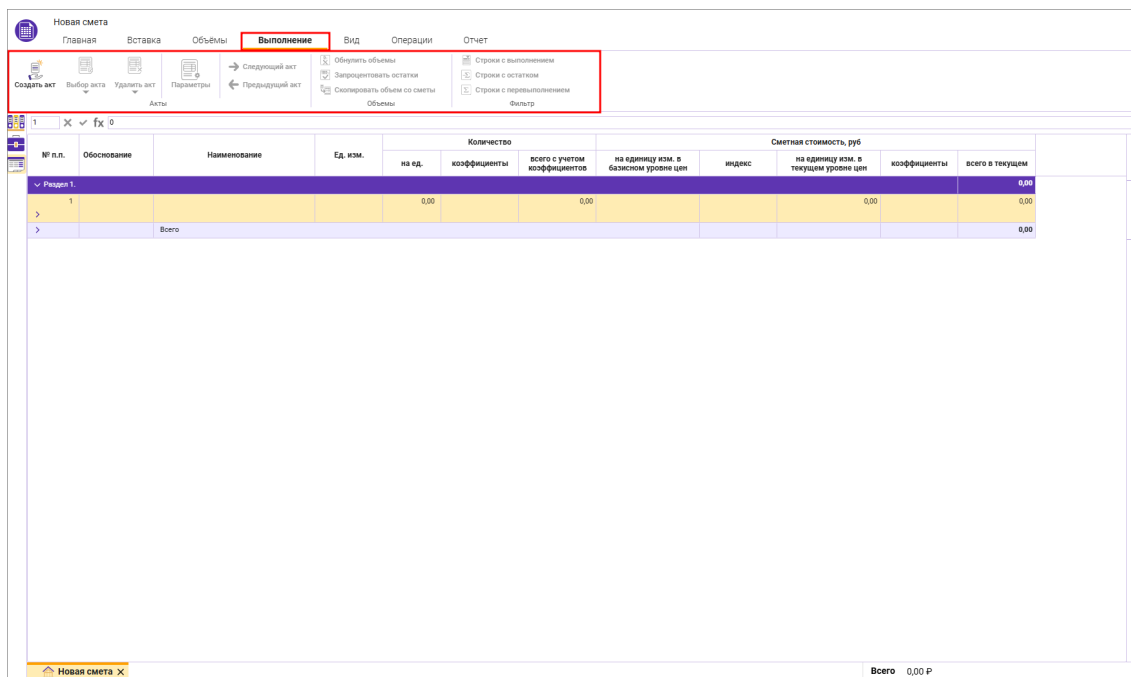 Новая смета
Главная Вставка Объёмы Выполнение Вид Операции Отчет
Создать акт Выбор акта Удалить акт Параметры
Следующий акт
Предыдущий акт
Акты
Обнулить объемы
Запроцентовать остатки
Скопировать объем со сметы
Объемы
Строки с выполнением
Строки с остатком
Строки с перевыполнением
Фильтр
1 fx 0
№ п.п. Обоснование Наименование Ед. изм. Количество Сметная стоимость, руб
на ед. коэффициенты всего с учетом коэффициентов на единицу изм. в базисном уровне цен индекс на единицу изм. в текущем уровне цен коэффициенты всего в текущем
Раздел 1. 0,00
1 0,00 0,00 0,00 0,00
Всего 0,00
Новая смета Всего 0,00 ₽